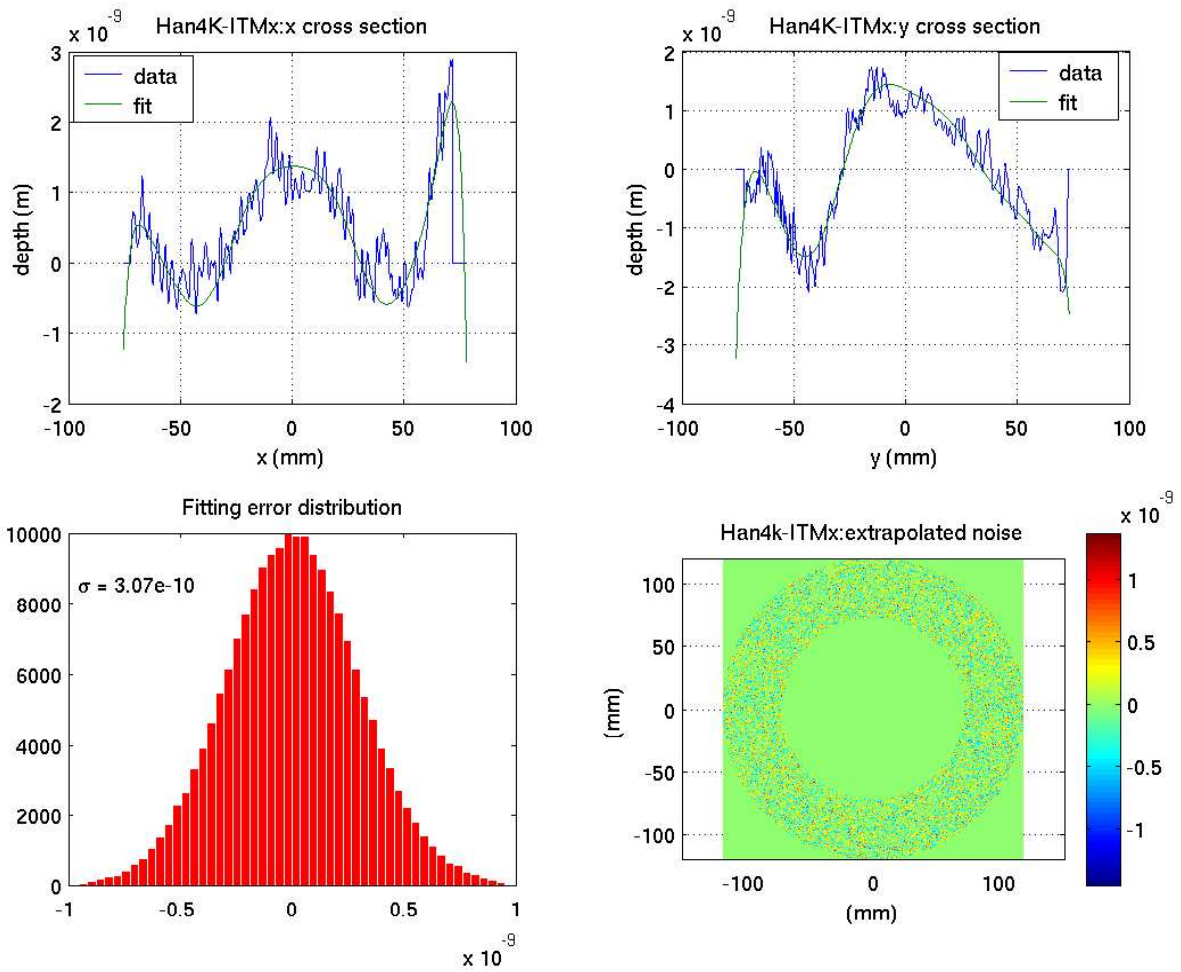 x 10^-9
Han4K-ITMx:x cross section
3
2
1
0
-1
-2
depth (m)
data
fit
-100
-50
0
50
100
x (mm)
x 10^-9
Han4K-ITMx:y cross section
2
1
0
-1
-2
-3
-4
depth (m)
data
fit
-100
-50
0
50
100
y (mm)
Fitting error distribution
10000
8000
6000
4000
2000
0
σ = 3.07e-10
-1
-0.5
0
0.5
1
x 10^-9
Han4k-ITMx:extrapolated noise
100
50
0
-50
-100
(mm)
-100
0
100
(mm)
x 10^-9
1
0.5
0
-0.5
-1